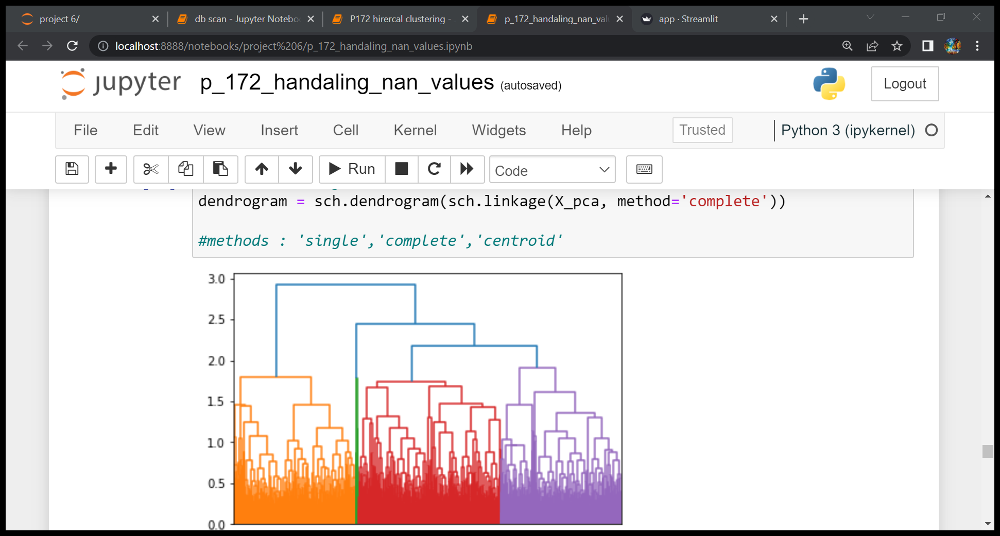 project 6/
db scan - Jupyter Notebo
P172 hirercal clustering -
p_172_handaling_nan_val
app · Streamlit
localhost:8888/notebooks/project%206/p_172_handaling_nan_values.ipynb
jupyter p_172_handaling_nan_values (autosaved)
Logout
File Edit View Insert Cell Kernel Widgets Help Trusted Python 3 (ipykernel)
Run Code
dendrogram = sch.dendrogram(sch.linkage(X_pca, method='complete'))
#methods : 'single','complete','centroid'
3.0
2.5
2.0
1.5
1.0
0.5
0.0